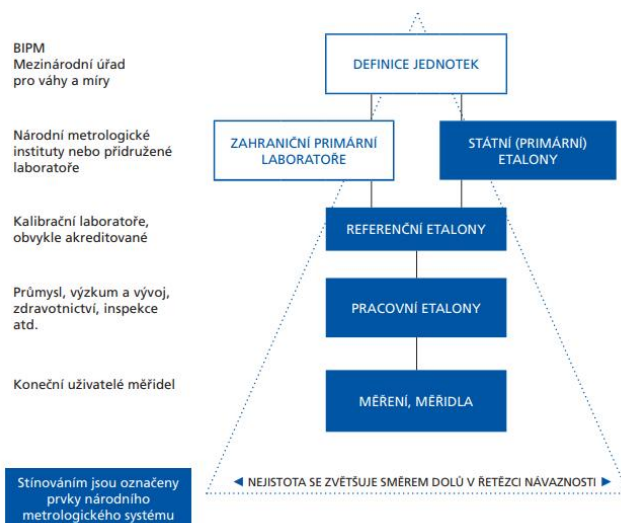 BIPM
Mezinárodní úřad
pro váhy a míry
DEFINICE JEDNOTEK
Národní metrologické
instituty nebo přidružené
laboratoře
ZAHRANIČNÍ PRIMÁRNÍ
LABORATOŘE
STÁTNÍ (PRIMÁRNÍ)
ETALONY
Kalibrační laboratoře,
obvykle akreditované
REFERENČNÍ ETALONY
Průmysl, výzkum a vývoj,
zdravotnictví, inspekce
atd.
PRACOVNÍ ETALONY
Koneční uživatelé měřidel
MĚŘENÍ, MĚŘIDLA
Stínováním jsou označeny
prvky národního
metrologického systému
◄ NEJISTOTA SE ZVĚTŠUJE SMĚREM DOLŮ V ŘETĚZCI NÁVAZNOSTI ►